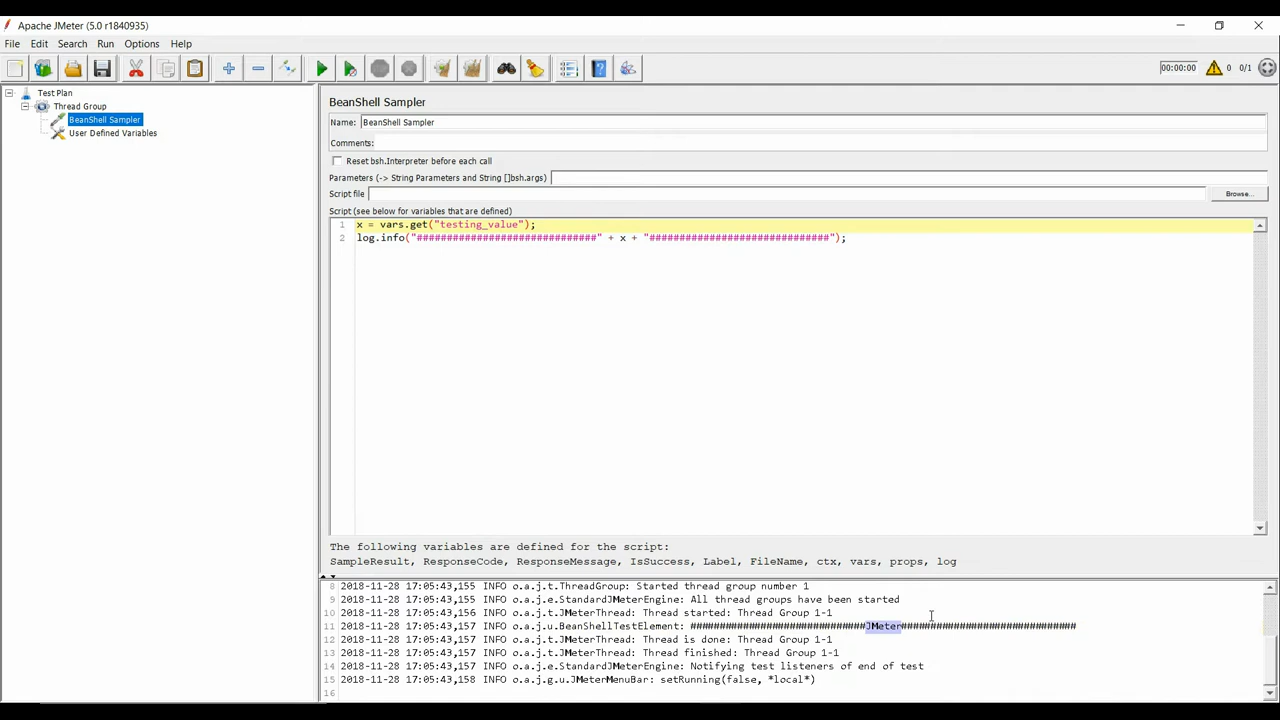 Apache JMeter (5.0 r1840935)
File Edit Search Run Options Help
00:00:00 0 0/1
Test Plan
Thread Group
BeanShell Sampler
User Defined Variables
BeanShell Sampler
Name: BeanShell Sampler
Comments:
Reset bsh.Interpreter before each call
Parameters (-> String Parameters and String []bsh.args)
Script file Browse...
Script (see below for variables that are defined)
1 x = vars.get("testing_value");
2 log.info("##############################" + x + "##############################");
The following variables are defined for the script:
SampleResult, ResponseCode, ResponseMessage, IsSuccess, Label, FileName, ctx, vars, props, log
8 2018-11-28 17:05:43,155 INFO o.a.j.t.ThreadGroup: Started thread group number 1
9 2018-11-28 17:05:43,155 INFO o.a.j.e.StandardJMeterEngine: All thread groups have been started
10 2018-11-28 17:05:43,156 INFO o.a.j.t.JMeterThread: Thread started: Thread Group 1-1
11 2018-11-28 17:05:43,157 INFO o.a.j.u.BeanShellTestElement: ##############################JMeter##############################
12 2018-11-28 17:05:43,157 INFO o.a.j.t.JMeterThread: Thread is done: Thread Group 1-1
13 2018-11-28 17:05:43,157 INFO o.a.j.t.JMeterThread: Thread finished: Thread Group 1-1
14 2018-11-28 17:05:43,157 INFO o.a.j.e.StandardJMeterEngine: Notifying test listeners of end of test
15 2018-11-28 17:05:43,158 INFO o.a.j.g.u.JMeterMenuBar: setRunning(false, *local*)
16